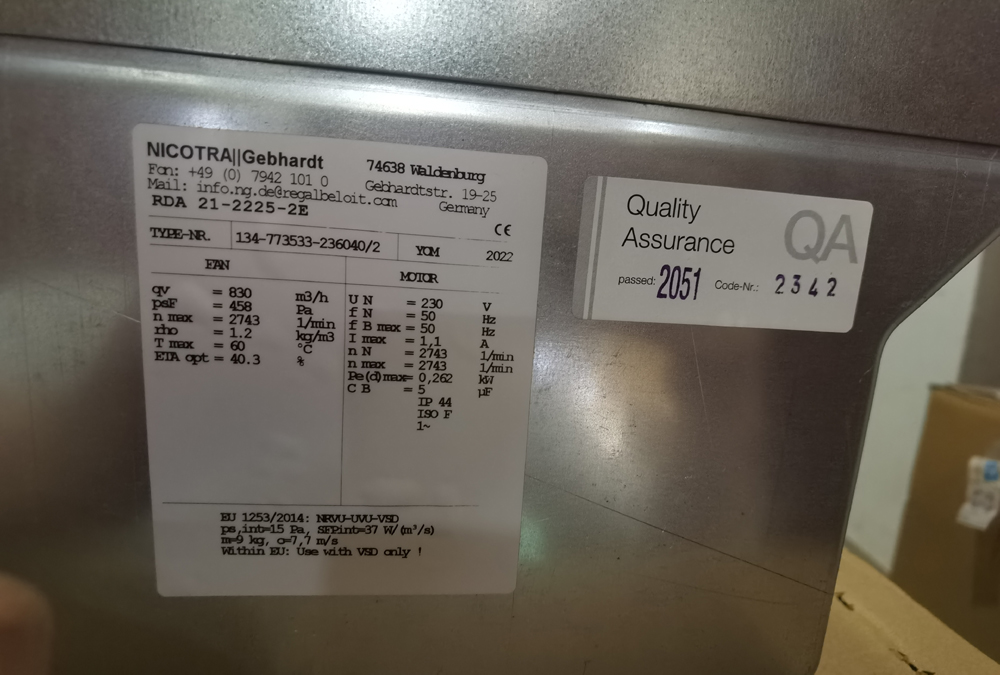 NICOTRA||Gebhardt
74638 Waldenburg
Fon: +49 (0) 7942 101 0
Gebhardtstr. 19-25
Mail: info.ng.de@regalbeloit.com
Germany
RDA 21-2225-2E
CE
TYPE-NR. 134-773533-236040/2 YOM 2022
FAN
qv = 830 m3/h
psF = 458 Pa
n max = 2743 1/min
rho = 1.2 kg/m3
T max = 60 °C
ETA opt = 40.3 %
MOTOR
U N = 230 V
f N = 50 Hz
f B max = 50 Hz
I max = 1,1 A
n N = 2743 1/min
n max = 2743 1/min
Pe(d)max= 0,262 kW
C B = 5 µF
IP 44
ISO F
1~
EU 1253/2014: NRVU-UVU-VSD
ps,int=15 Pa, SFPint=37 W/(m³/s)
m=9 kg, c=7,7 m/s
Within EU: Use with VSD only !
Quality
Assurance
QA
passed: 2051 Code-Nr.: 2342